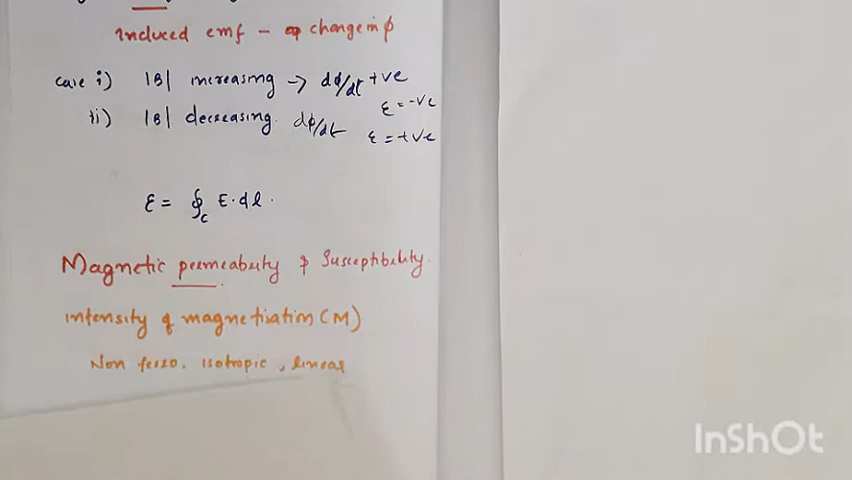 Induced emf - opp change in ϕ
case i) |B| increasing → dϕ/dt +ve
ε = -ve
ii) |B| decreasing. dϕ/dt
ε = +ve
ε = ∮c E·dl.
Magnetic permeability & Susceptibility.
intensity of magnetisation (M)
Non ferro. isotropic, linear
InShOt